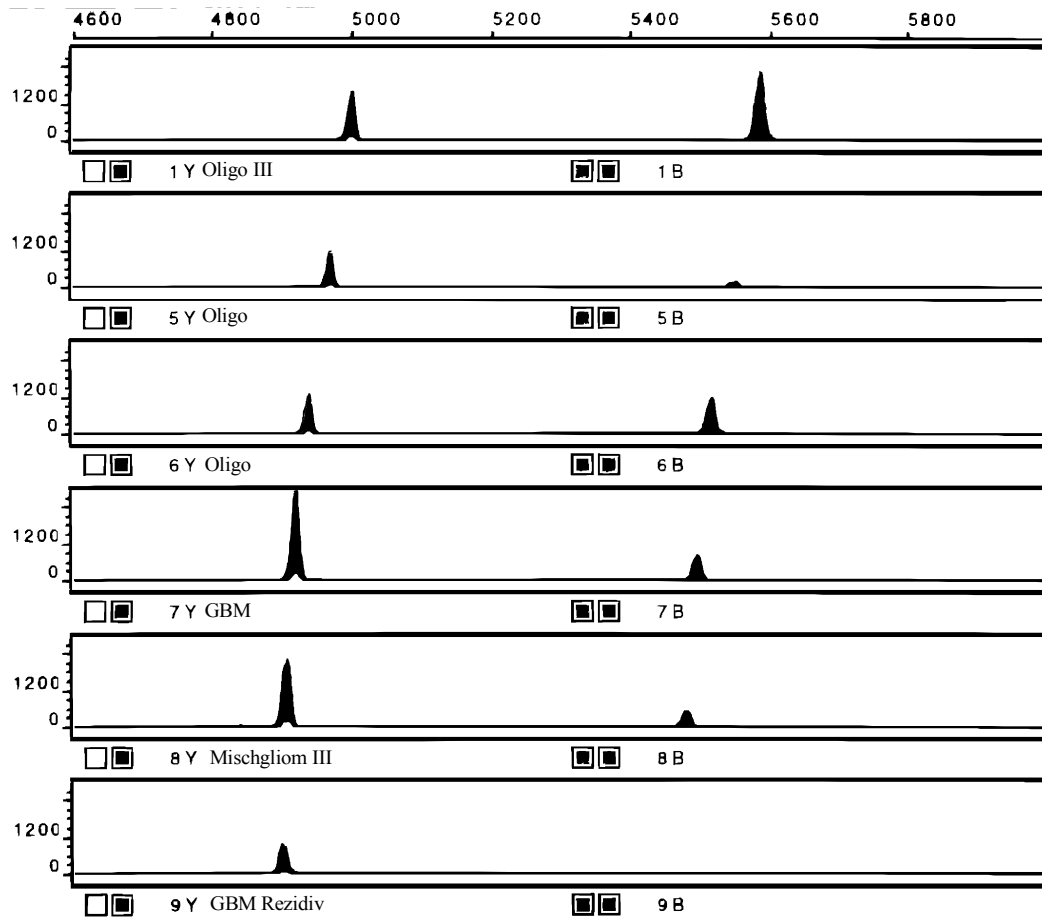 4600 4800 5000 5200 5400 5600 5800
1200
0
1 Y Oligo III 1 B
1200
0
5 Y Oligo 5 B
1200
0
6 Y Oligo 6 B
1200
0
7 Y GBM 7 B
1200
0
8 Y Mischgliom III 8 B
1200
0
9 Y GBM Rezidiv 9 B